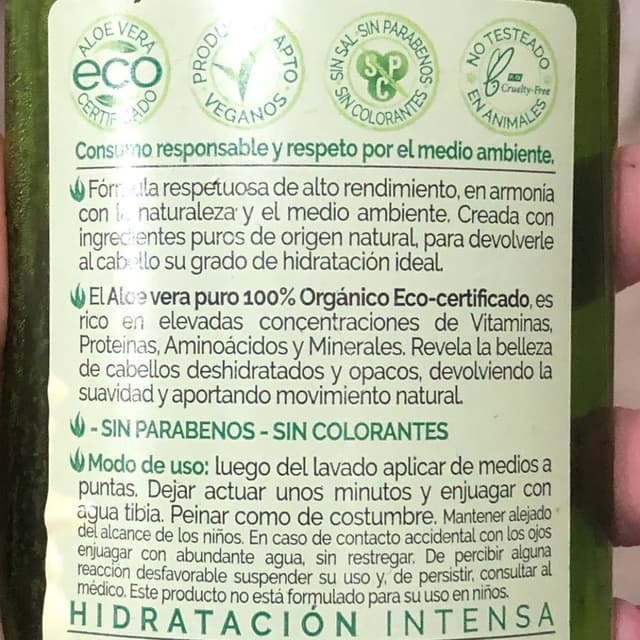 ALOE VERA
eco
CERTIFICADO
APTO
VEGANOS
SIN SAL-SIN PARABENOS
S P
C
SIN COLORANTES
NO TESTEADO
Cruelty-Free
EN ANIMALES
Consumo responsable y respeto por el medio ambiente.
Fórmula respetuosa de alto rendimiento, en armonía
con la naturaleza y el medio ambiente. Creada con
ingredientes puros de origen natural, para devolverle
al cabello su grado de hidratación ideal.
El Aloe vera puro 100% Orgánico Eco-certificado, es
rico en elevadas concentraciones de Vitaminas,
Proteínas, Aminoácidos y Minerales. Revela la belleza
de cabellos deshidratados y opacos, devolviendo la
suavidad y aportando movimiento natural.
- SIN PARABENOS - SIN COLORANTES
Modo de uso: luego del lavado aplicar de medios a
puntas. Dejar actuar unos minutos y enjuagar con
agua tibia. Peinar como de costumbre. Mantener alejado
del alcance de los niños. En caso de contacto accidental con los ojos
enjuagar con abundante agua, sin restregar. De percibir alguna
reacción desfavorable suspender su uso y, de persistir, consultar al
médico. Este producto no está formulado para su uso en niños.
HIDRATACIÓN INTENSA